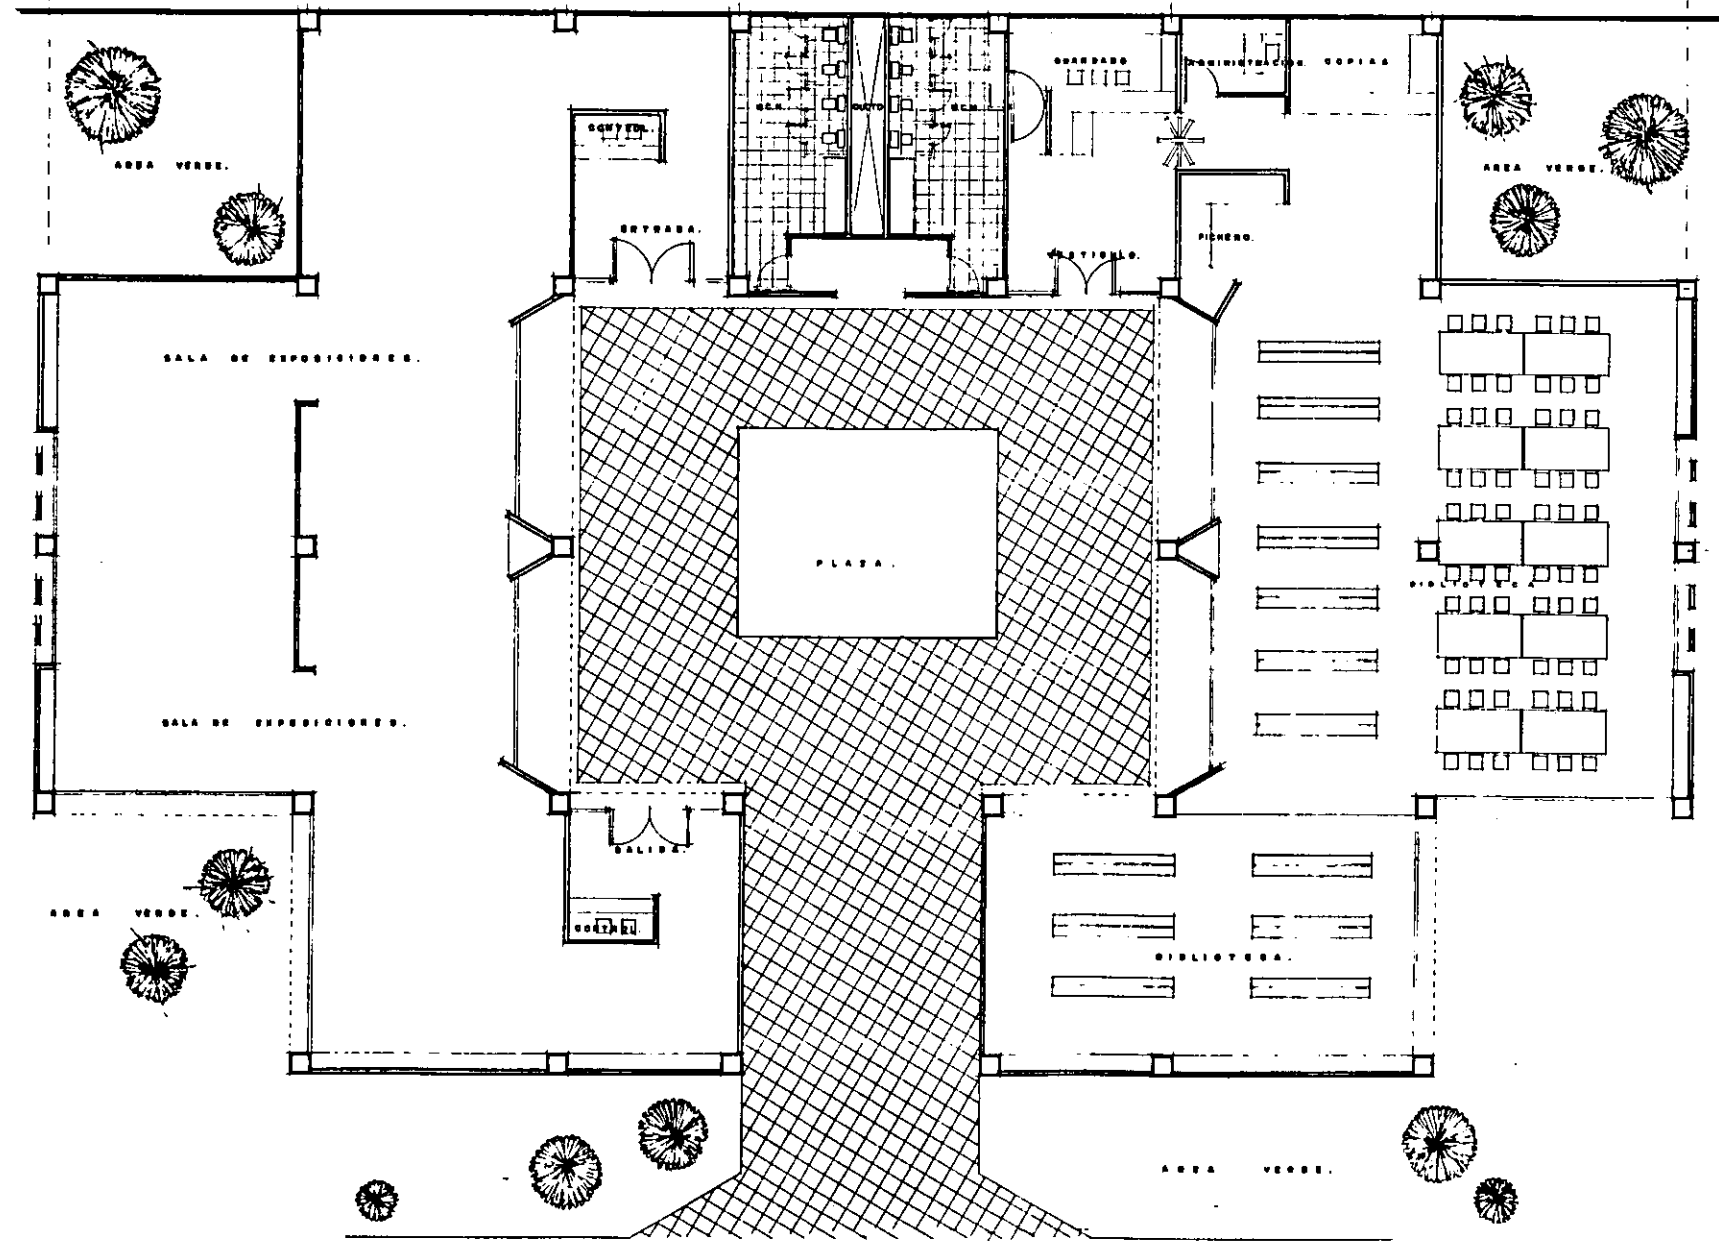 GUARDADO
ADMINISTRACION. COPIAS
CONTROL.
DUCTO
AREA VERDE.
AREA VERDE.
ENTRADA.
VESTIBULO.
FICHERO.
SALA DE EXPOSICIONES.
PLAZA.
BIBLIOTECA
SALA DE EXPOSICIONES.
SALIDA.
AREA VERDE.
CONTROL.
BIBLIOTECA.
AREA VERDE.